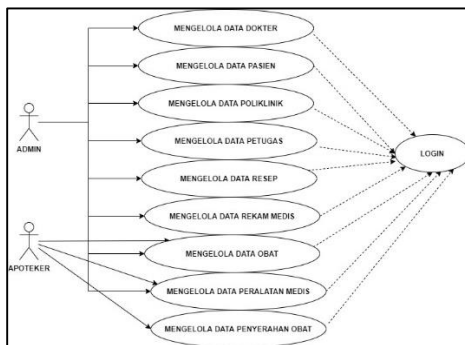 MENGELOLA DATA DOKTER
MENGELOLA DATA PASIEN
MENGELOLA DATA POLIKLINIK
ADMIN
MENGELOLA DATA PETUGAS
LOGIN
MENGELOLA DATA RESEP
MENGELOLA DATA REKAM MEDIS
MENGELOLA DATA OBAT
APOTEKER
MENGELOLA DATA PERALATAN MEDIS
MENGELOLA DATA PENYERAHAN OBAT